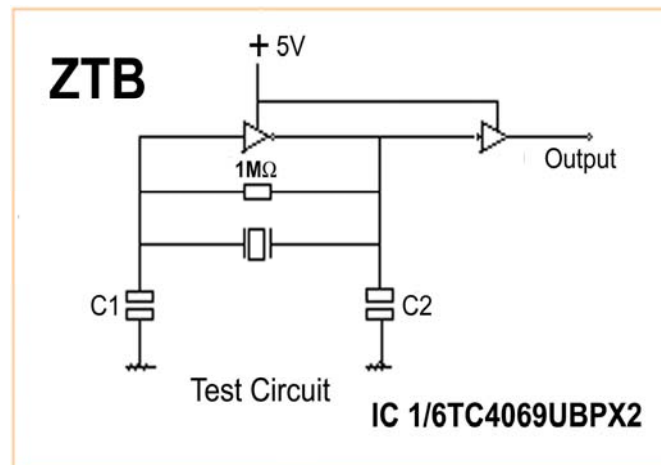 + 5V
ZTB
1MΩ
Output
C1
C2
Test Circuit
IC 1/6TC4069UBPX2